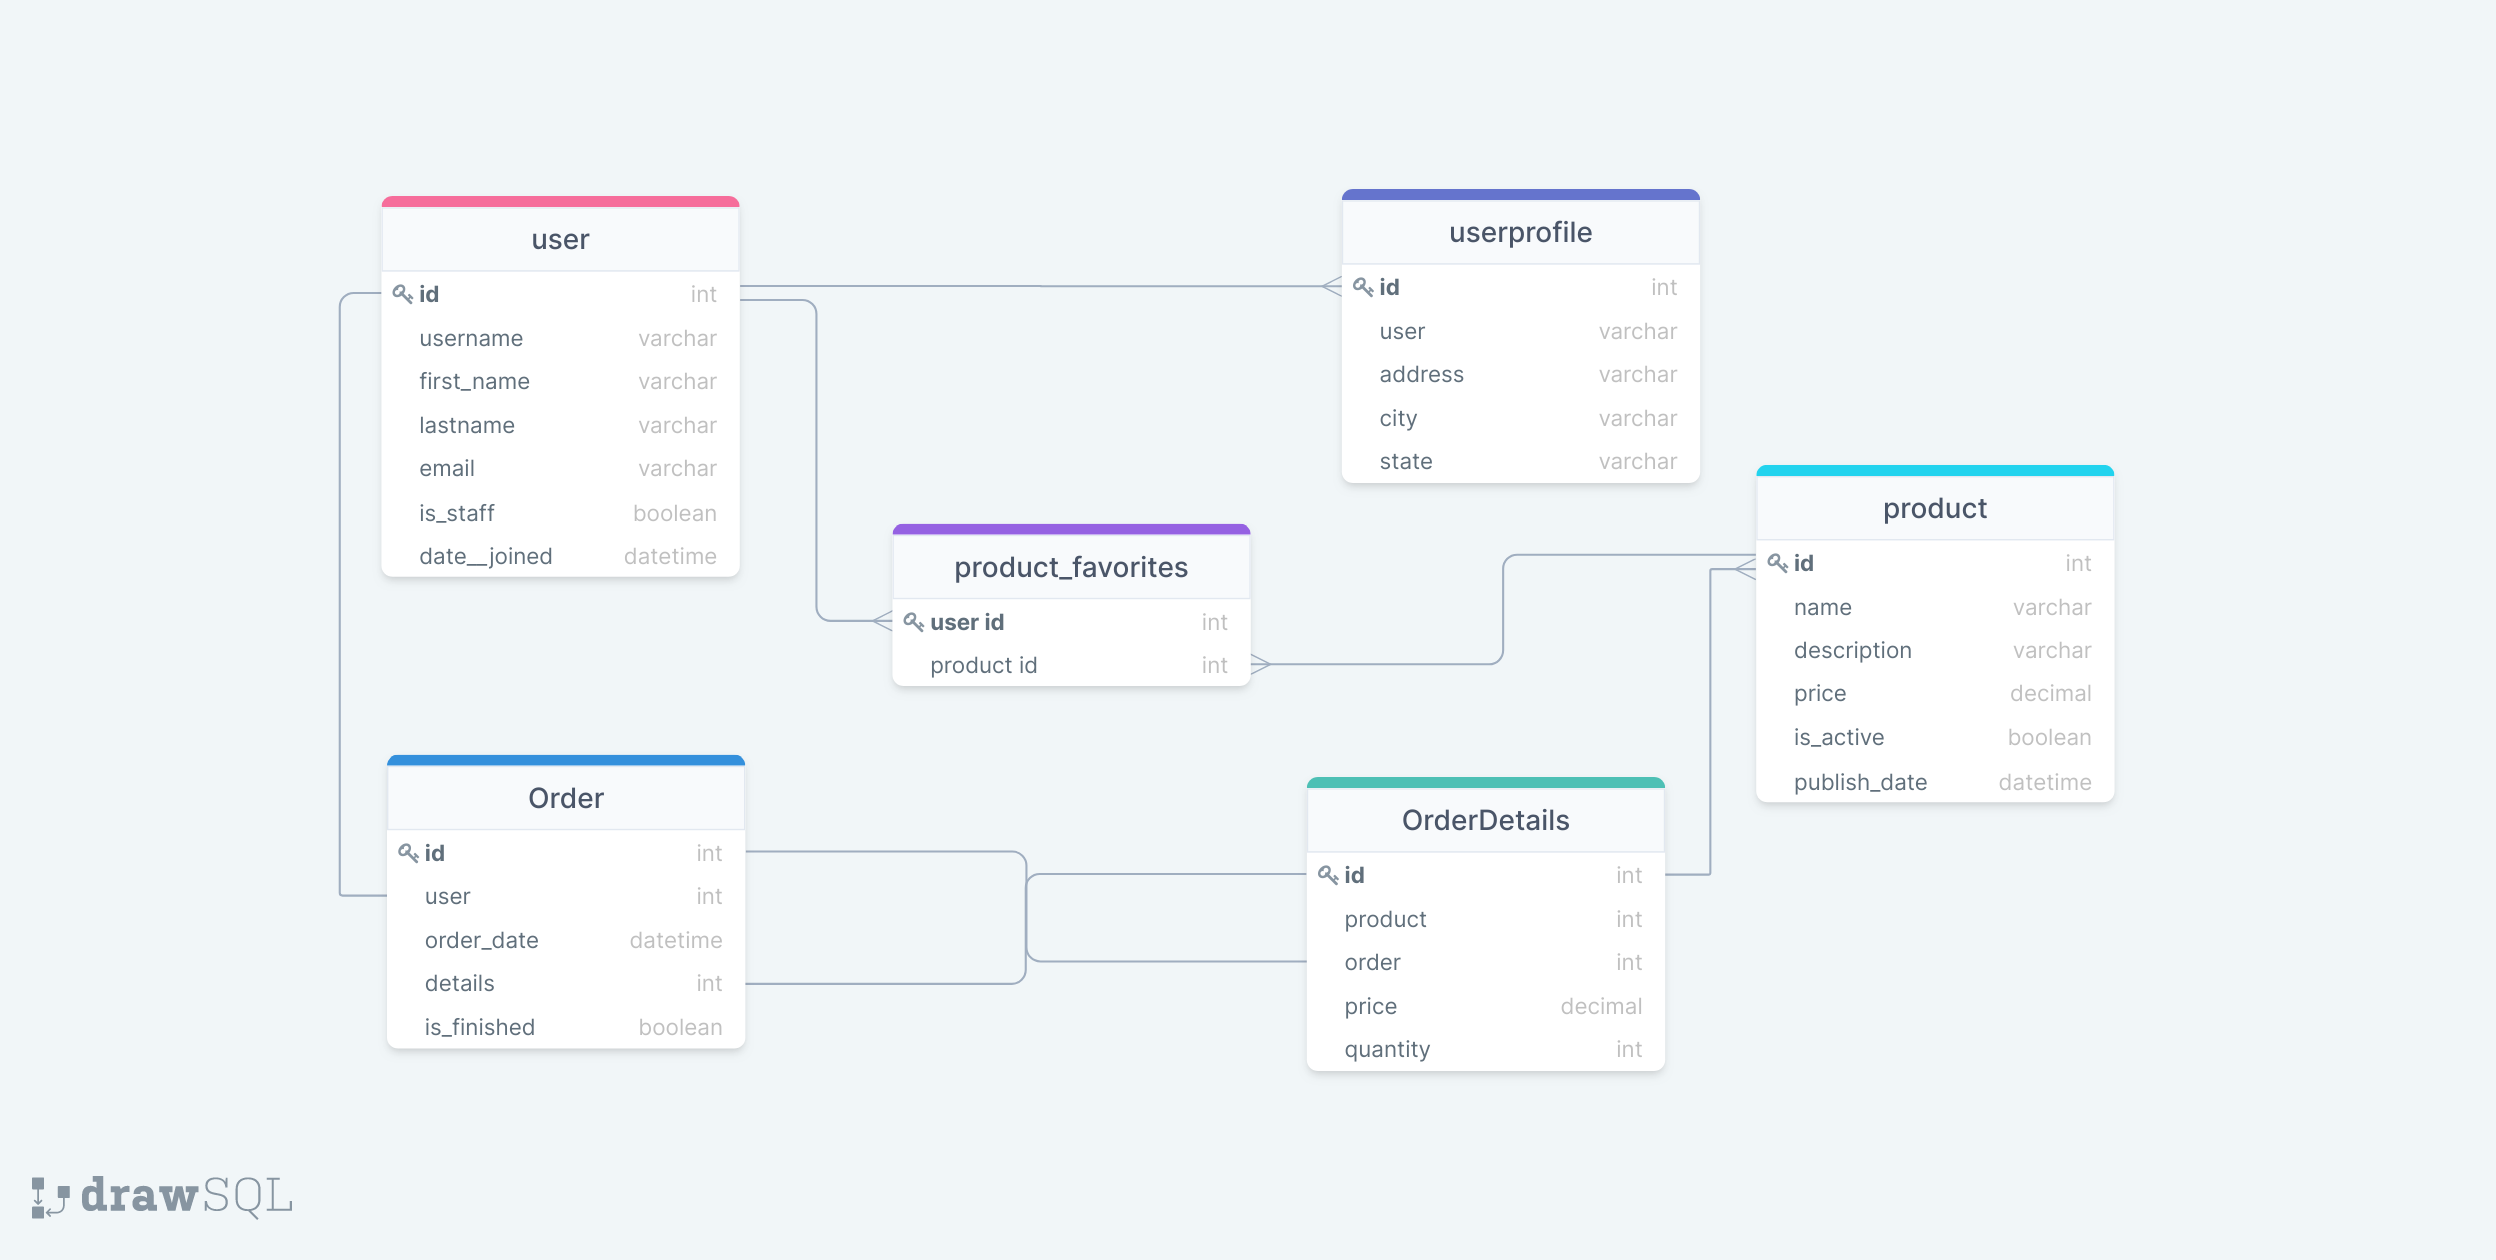 user
id int
username varchar
first_name varchar
lastname varchar
email varchar
is_staff boolean
date__joined datetime
userprofile
id int
user varchar
address varchar
city varchar
state varchar
product_favorites
user id int
product id int
product
id int
name varchar
description varchar
price decimal
is_active boolean
publish_date datetime
Order
id int
user int
order_date datetime
details int
is_finished boolean
OrderDetails
id int
product int
order int
price decimal
quantity int
drawSQL